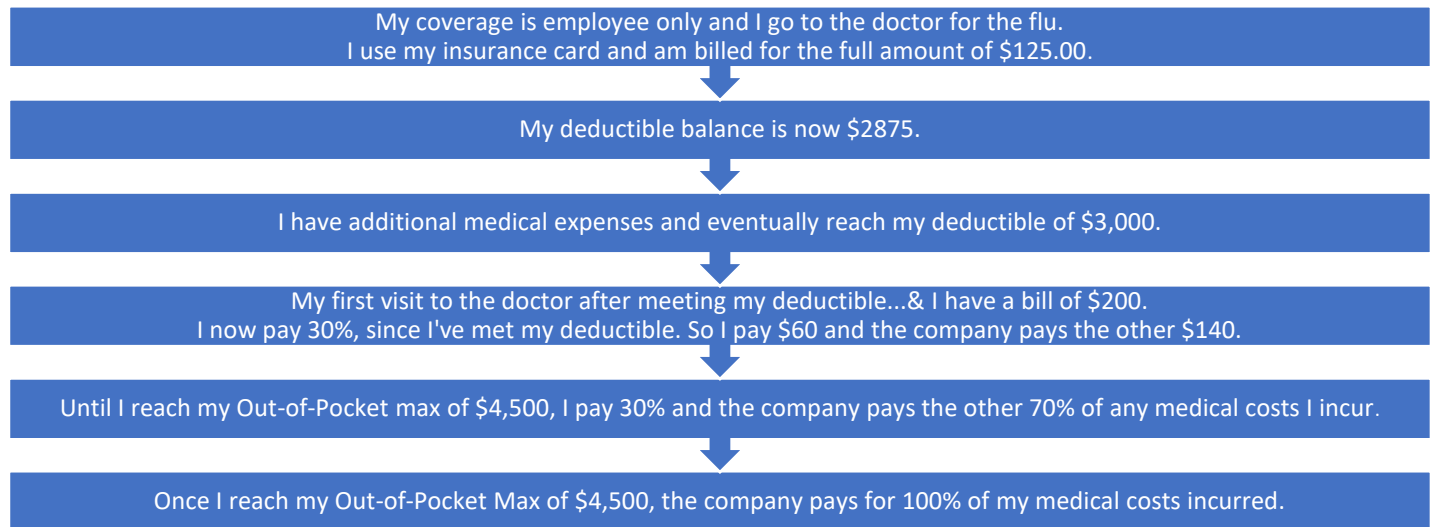 My coverage is employee only and I go to the doctor for the flu.
I use my insurance card and am billed for the full amount of $125.00.
My deductible balance is now $2875.
I have additional medical expenses and eventually reach my deductible of $3,000.
My first visit to the doctor after meeting my deductible...& I have a bill of $200.
I now pay 30%, since I've met my deductible. So I pay $60 and the company pays the other $140.
Until I reach my Out-of-Pocket max of $4,500, I pay 30% and the company pays the other 70% of any medical costs I incur.
Once I reach my Out-of-Pocket Max of $4,500, the company pays for 100% of my medical costs incurred.